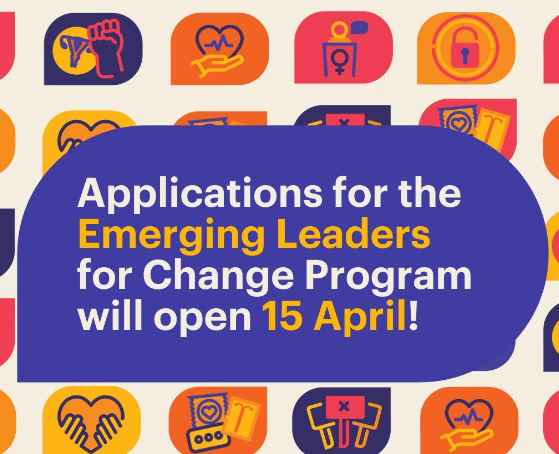 Applications for the
Emerging Leaders
for Change Program
will open 15 April!